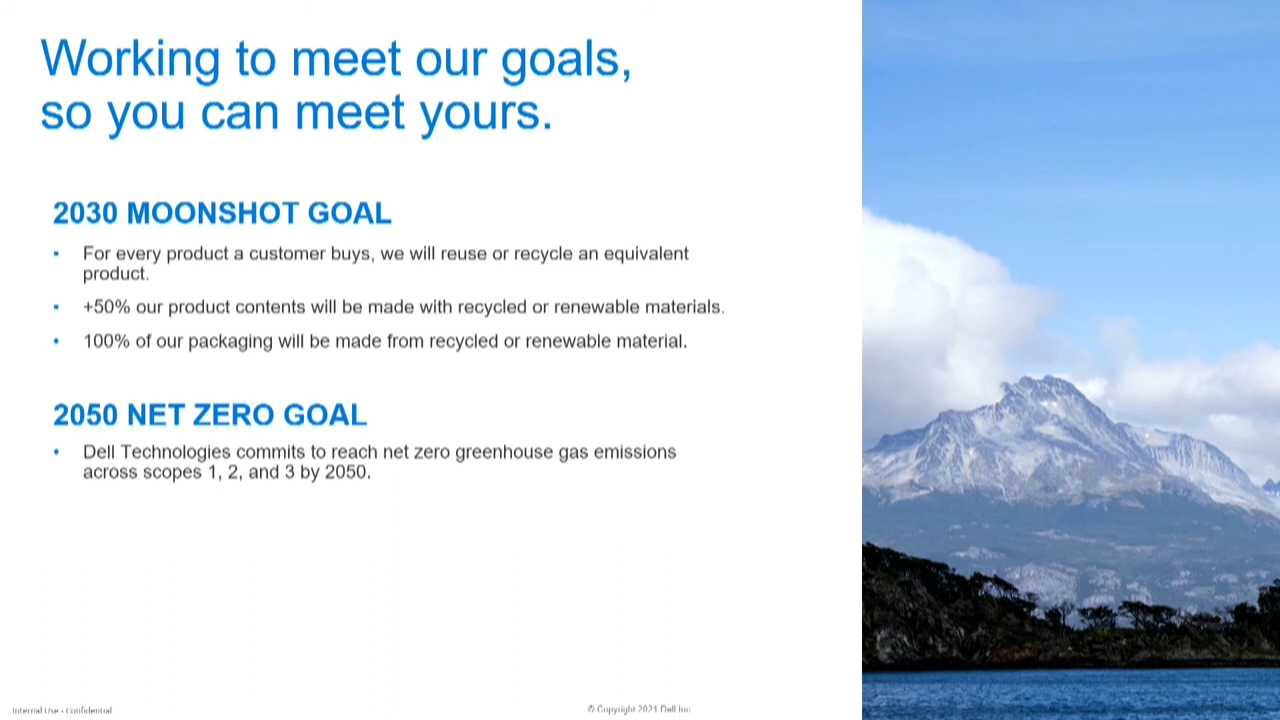 Working to meet our goals,
so you can meet yours.
2030 MOONSHOT GOAL
• For every product a customer buys, we will reuse or recycle an equivalent
product.
• +50% our product contents will be made with recycled or renewable materials.
• 100% of our packaging will be made from recycled or renewable material.
2050 NET ZERO GOAL
• Dell Technologies commits to reach net zero greenhouse gas emissions
across scopes 1, 2, and 3 by 2050.
Internal Use - Confidential
© Copyright 2021 Dell Inc